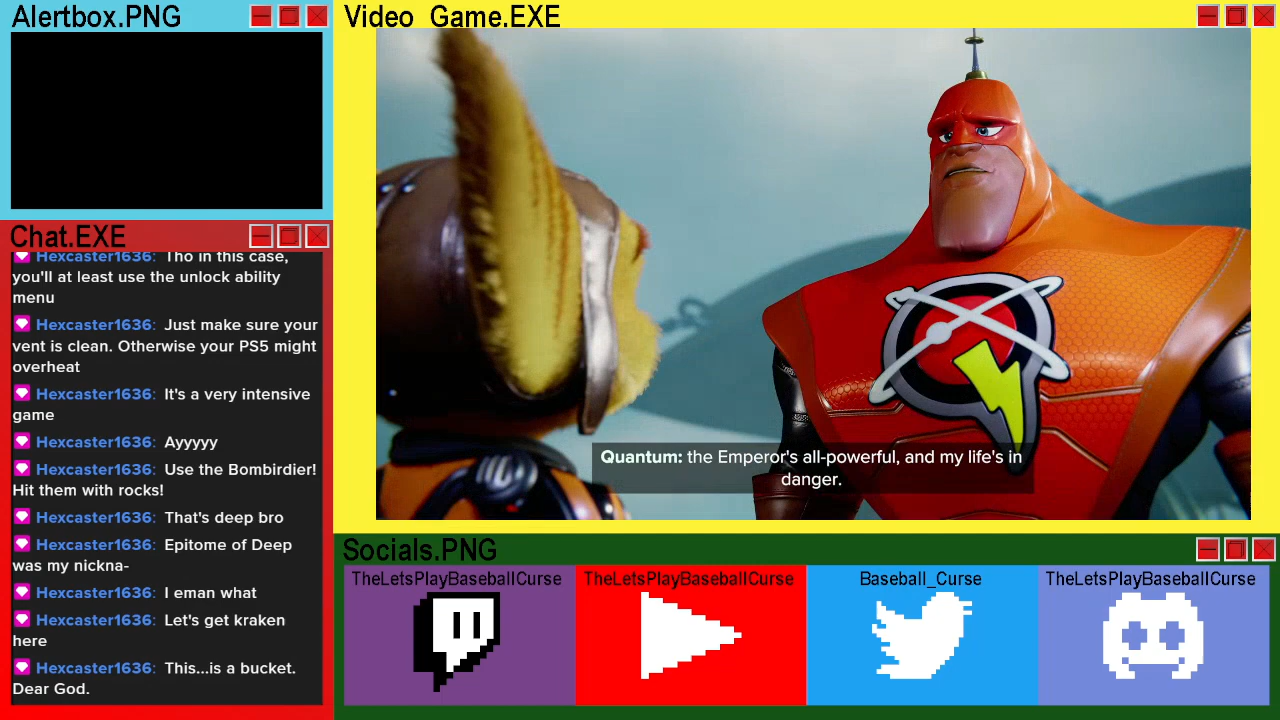 Alertbox.PNG
Video Game.EXE
Chat.EXE
Hexcaster1636: Tho in this case,
you'll at least use the unlock ability
menu
Hexcaster1636: Just make sure your
vent is clean. Otherwise your PS5 might
overheat
Hexcaster1636: It's a very intensive
game
Hexcaster1636: Ayyyyy
Hexcaster1636: Use the Bombirdier!
Hit them with rocks!
Hexcaster1636: That's deep bro
Hexcaster1636: Epitome of Deep
was my nickna-
Hexcaster1636: I eman what
Hexcaster1636: Let's get kraken
here
Hexcaster1636: This...is a bucket.
Dear God.
Quantum: the Emperor's all-powerful, and my life's in
danger.
Socials.PNG
TheLetsPlayBaseballCurse
TheLetsPlayBaseballCurse
Baseball_Curse
TheLetsPlayBaseballCurse